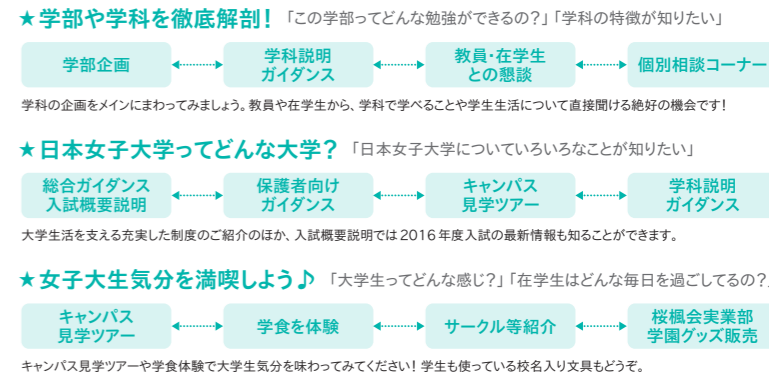 ★学部や学科を徹底解剖！「この学部ってどんな勉強ができるの？」「学科の特徴が知りたい」
学部企画
学科説明
ガイダンス
教員・在学生
との懇談
個別相談コーナー
学科の企画をメインにまわってみましょう。教員や在学生から、学科で学べることや学生生活について直接聞ける絶好の機会です！
★日本女子大学ってどんな大学？「日本女子大学についていろいろなことが知りたい」
総合ガイダンス
入試概要説明
保護者向け
ガイダンス
キャンパス
見学ツアー
学科説明
ガイダンス
大学生活を支える充実した制度のご紹介のほか、入試概要説明では2016年度入試の最新情報も知ることができます。
★女子大生気分を満喫しよう♪「大学生ってどんな感じ？」「在学生はどんな毎日を過ごしてるの？」
キャンパス
見学ツアー
学食を体験
サークル等紹介
桜楓会実業部
学園グッズ販売
キャンパス見学ツアーや学食体験で大学生気分を味わってみてください！学生も使っている校名入り文具もどうぞ。